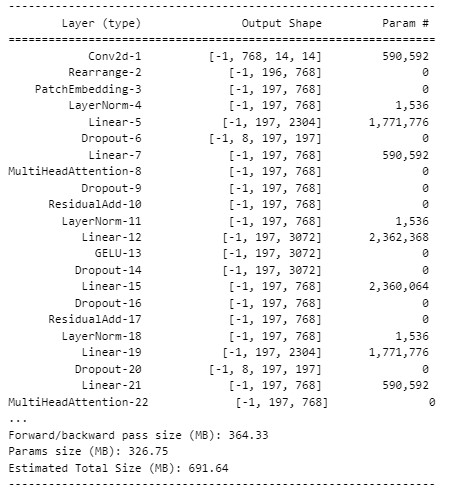 ----------------------------------------------------------------
Layer (type) Output Shape Param #
================================================================
Conv2d-1 [-1, 768, 14, 14] 590,592
Rearrange-2 [-1, 196, 768] 0
PatchEmbedding-3 [-1, 197, 768] 0
LayerNorm-4 [-1, 197, 768] 1,536
Linear-5 [-1, 197, 2304] 1,771,776
Dropout-6 [-1, 8, 197, 197] 0
Linear-7 [-1, 197, 768] 590,592
MultiHeadAttention-8 [-1, 197, 768] 0
Dropout-9 [-1, 197, 768] 0
ResidualAdd-10 [-1, 197, 768] 0
LayerNorm-11 [-1, 197, 768] 1,536
Linear-12 [-1, 197, 3072] 2,362,368
GELU-13 [-1, 197, 3072] 0
Dropout-14 [-1, 197, 3072] 0
Linear-15 [-1, 197, 768] 2,360,064
Dropout-16 [-1, 197, 768] 0
ResidualAdd-17 [-1, 197, 768] 0
LayerNorm-18 [-1, 197, 768] 1,536
Linear-19 [-1, 197, 2304] 1,771,776
Dropout-20 [-1, 8, 197, 197] 0
Linear-21 [-1, 197, 768] 590,592
MultiHeadAttention-22 [-1, 197, 768] 0
...
Forward/backward pass size (MB): 364.33
Params size (MB): 326.75
Estimated Total Size (MB): 691.64
----------------------------------------------------------------